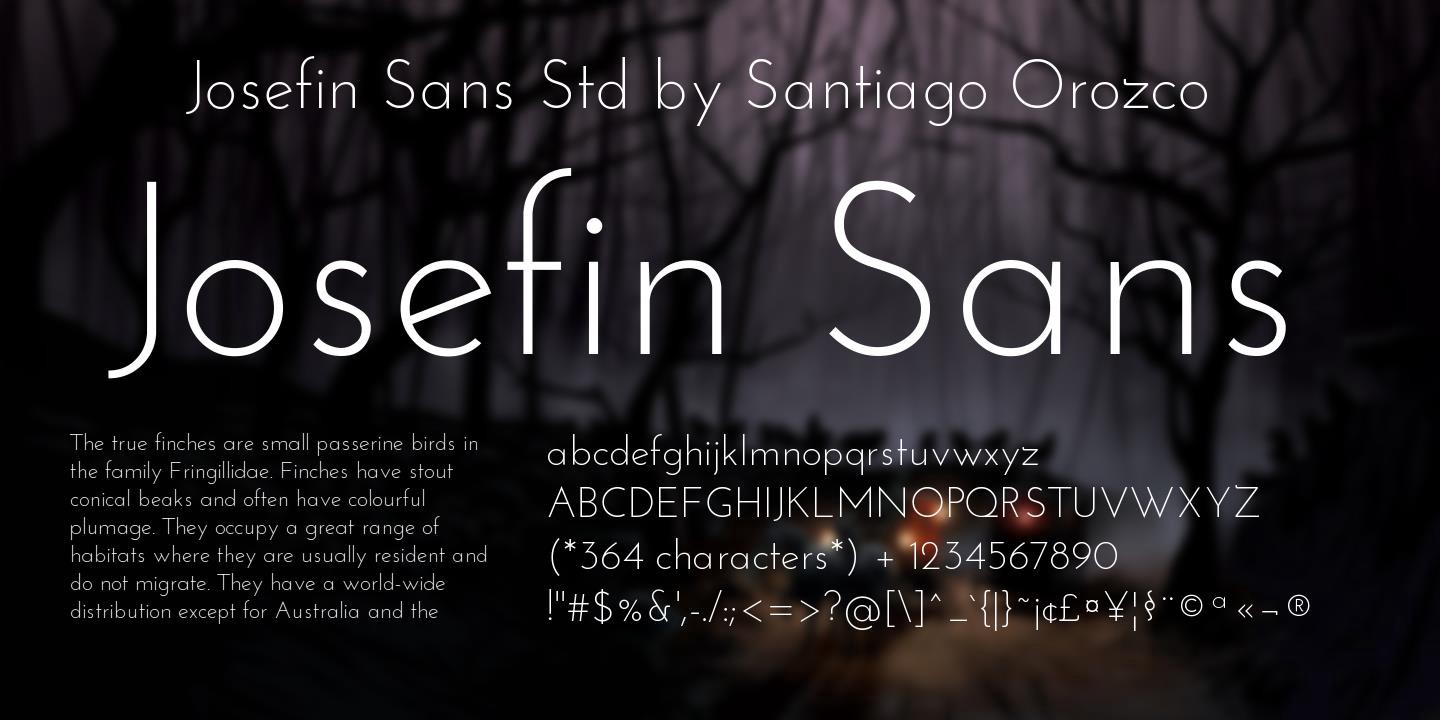 Josefin Sans Std by Santiago Orozco
Josefin Sans
The true finches are small passerine birds in
the family Fringillidae. Finches have stout
conical beaks and often have colourful
plumage. They occupy a great range of
habitats where they are usually resident and
do not migrate. They have a world-wide
distribution except for Australia and the
abcdefghijklmnopqrstuvwxyz
ABCDEFGHIJKLMNOPQRSTUVWXYZ
(*364 characters*) + 1234567890
!"#$%&',-./:;<=>?@[\]^_`{|}~¡¢£¤¥¦§¨©ª«¬®